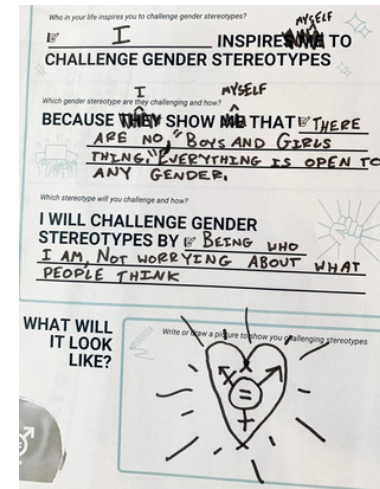 Who in your life inspires you to challenge gender stereotypes?
MYSELF
I INSPIRES ME TO
CHALLENGE GENDER STEREOTYPES
Which gender stereotype are they challenging and how?
I MYSELF
BECAUSE THEY SHOW ME THAT THERE
ARE NO "BOYS AND GIRLS
THING," EVERYTHING IS OPEN TO
ANY GENDER.
Which stereotype will you challenge and how?
I WILL CHALLENGE GENDER
STEREOTYPES BY BEING WHO
I AM, NOT WORRYING ABOUT WHAT
PEOPLE THINK
WHAT WILL
IT LOOK
LIKE?
Write or draw a picture to show you challenging stereotypes
=